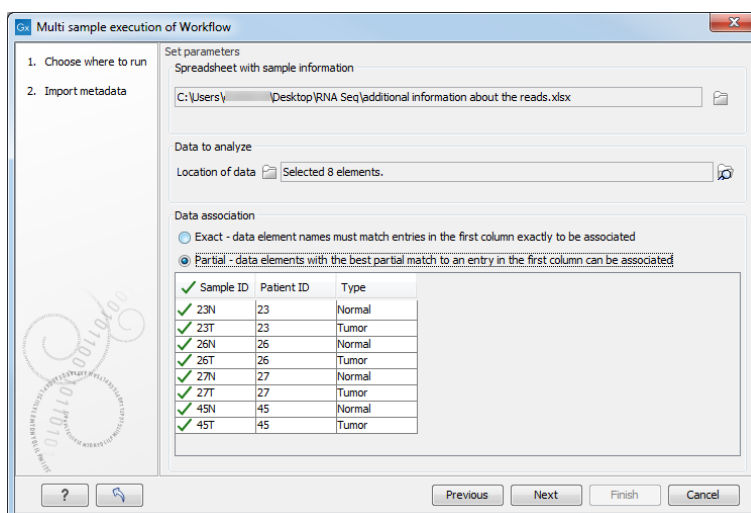 Gx Multi sample execution of Workflow
1. Choose where to run
2. Import metadata
Set parameters
Spreadsheet with sample information
C:\Users\ \Desktop\RNA Seq\additional information about the reads.xlsx
Data to analyze
Location of data Selected 8 elements.
Data association
Exact - data element names must match entries in the first column exactly to be associated
Partial - data elements with the best partial match to an entry in the first column can be associated
Sample ID Patient ID Type
23N 23 Normal
23T 23 Tumor
26N 26 Normal
26T 26 Tumor
27N 27 Normal
27T 27 Tumor
45N 45 Normal
45T 45 Tumor
? Previous Next Finish Cancel